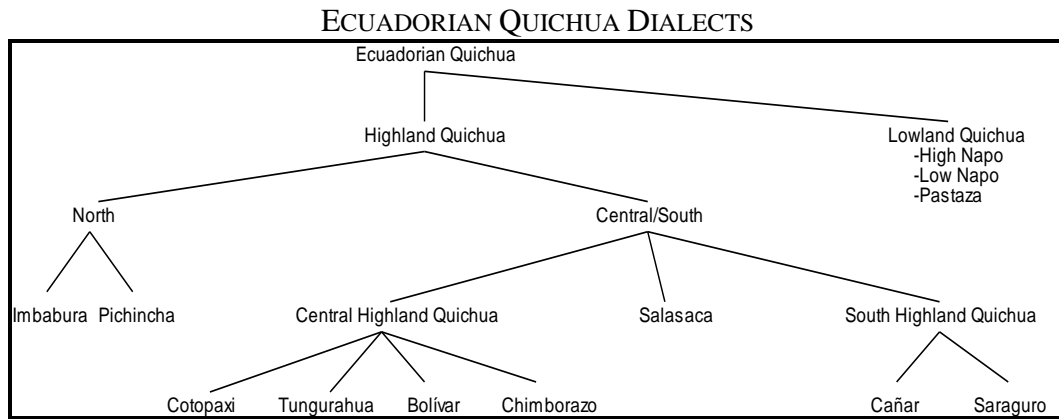 ECUADORIAN QUICHUA DIALECTS
Ecuadorian Quichua
Highland Quichua
Lowland Quichua
-High Napo
-Low Napo
-Pastaza
North
Central/South
Imbabura Pichincha
Central Highland Quichua
Salasaca
South Highland Quichua
Cotopaxi
Tungurahua
Bolívar
Chimborazo
Cañar
Saraguro